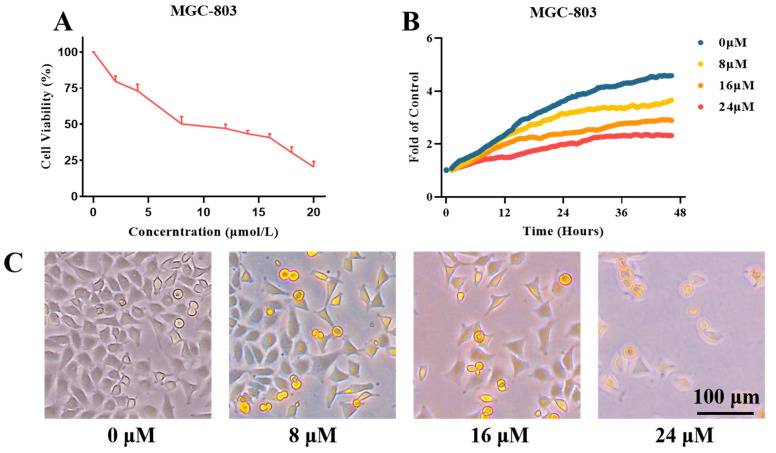 A
MGC-803
100
75
50
25
0
Cell Viability (%)
0
5
10
15
20
Concerntration (μmol/L)
B
MGC-803
6
4
2
0
Fold of Control
0
12
24
36
48
Time (Hours)
0μM
8μM
16μM
24μM
C
100 μm
0 μM
8 μM
16 μM
24 μM